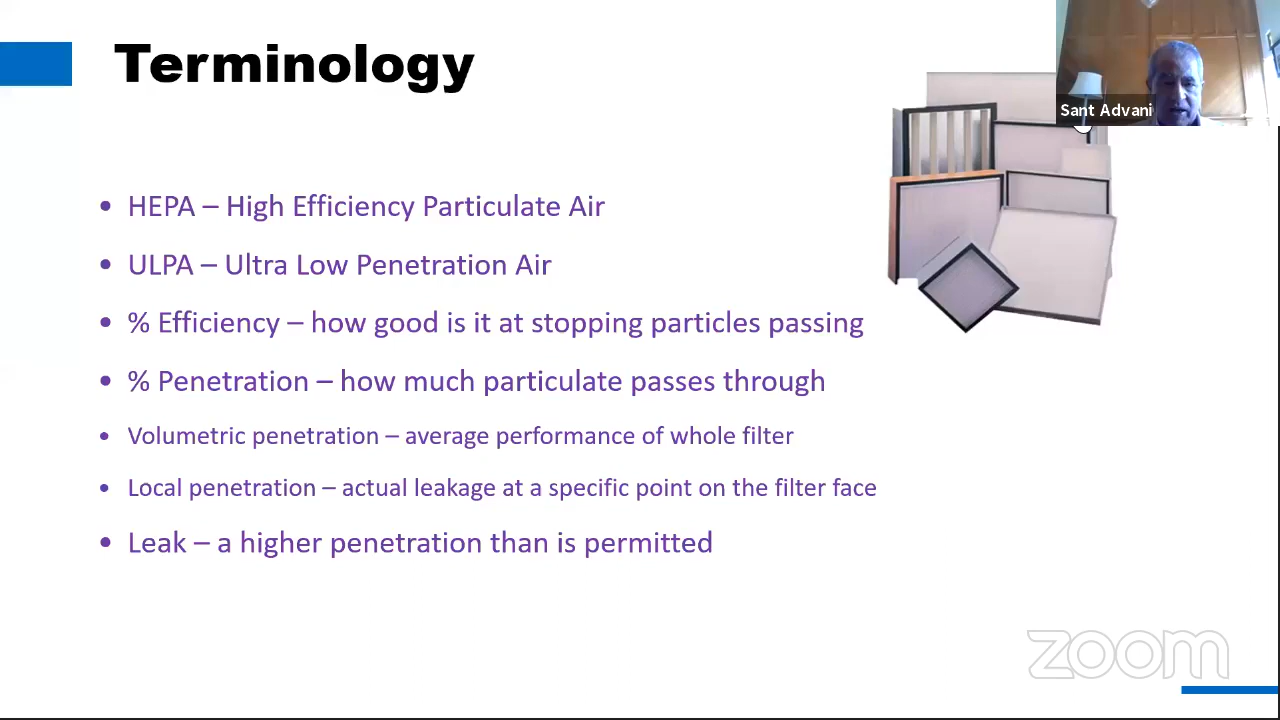 Terminology
Sant Advani
• HEPA – High Efficiency Particulate Air
• ULPA – Ultra Low Penetration Air
• % Efficiency – how good is it at stopping particles passing
• % Penetration – how much particulate passes through
• Volumetric penetration – average performance of whole filter
• Local penetration – actual leakage at a specific point on the filter face
• Leak – a higher penetration than is permitted
zoom